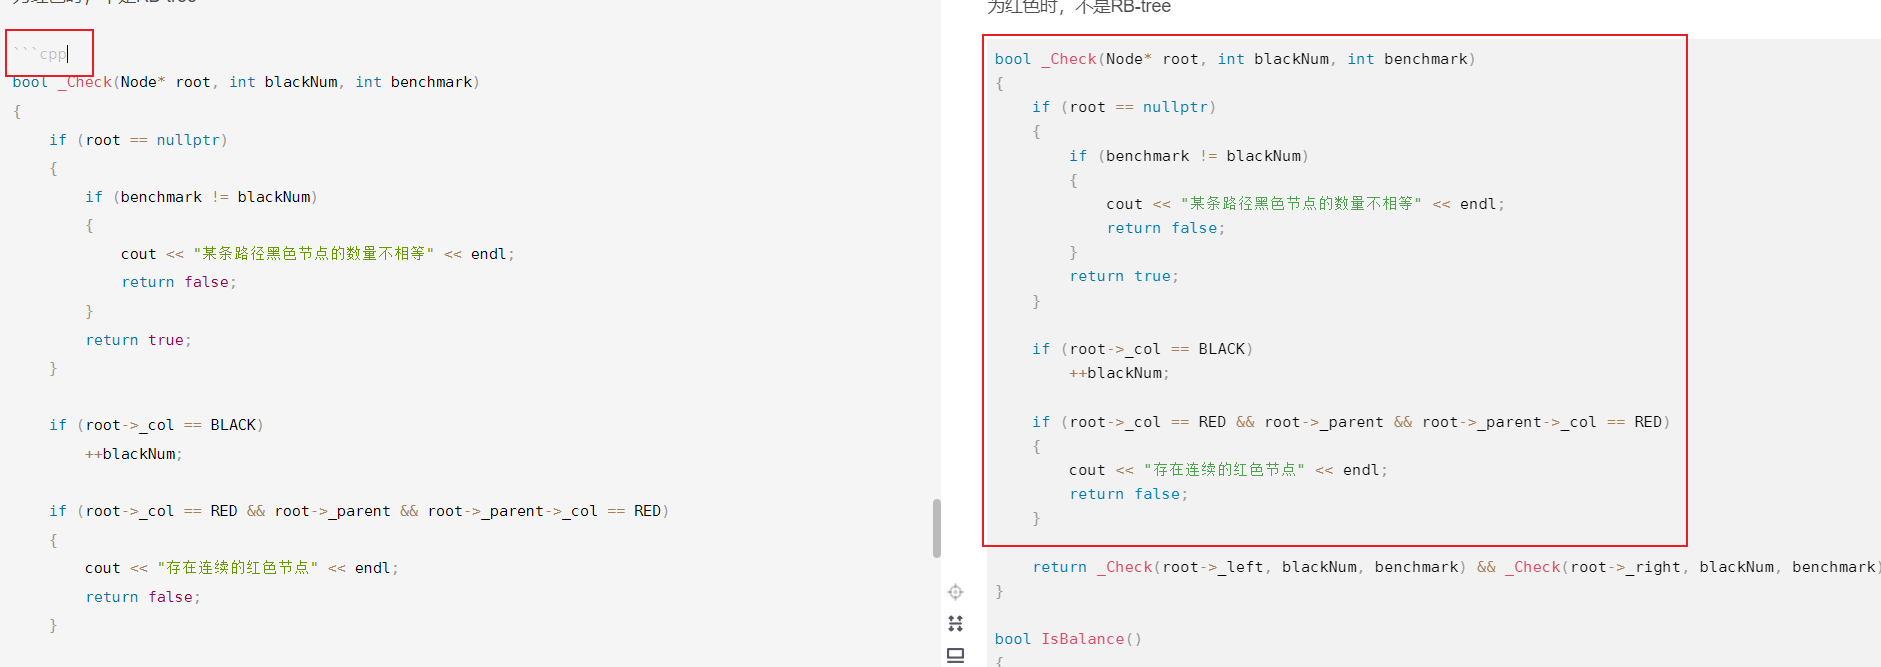 ```cpp
bool _Check(Node* root, int blackNum, int benchmark)
{
    if (root == nullptr)
    {
        if (benchmark != blackNum)
        {
            cout << "某条路径黑色节点的数量不相等" << endl;
            return false;
        }
        return true;
    }

    if (root->_col == BLACK)
        ++blackNum;

    if (root->_col == RED && root->_parent && root->_parent->_col == RED)
    {
        cout << "存在连续的红色节点" << endl;
        return false;
    }
为红色时，不是RB-tree
bool _Check(Node* root, int blackNum, int benchmark)
{
    if (root == nullptr)
    {
        if (benchmark != blackNum)
        {
            cout << "某条路径黑色节点的数量不相等" << endl;
            return false;
        }
        return true;
    }

    if (root->_col == BLACK)
        ++blackNum;

    if (root->_col == RED && root->_parent && root->_parent->_col == RED)
    {
        cout << "存在连续的红色节点" << endl;
        return false;
    }

    return _Check(root->_left, blackNum, benchmark) && _Check(root->_right, blackNum, benchmark)
}

bool IsBalance()
{